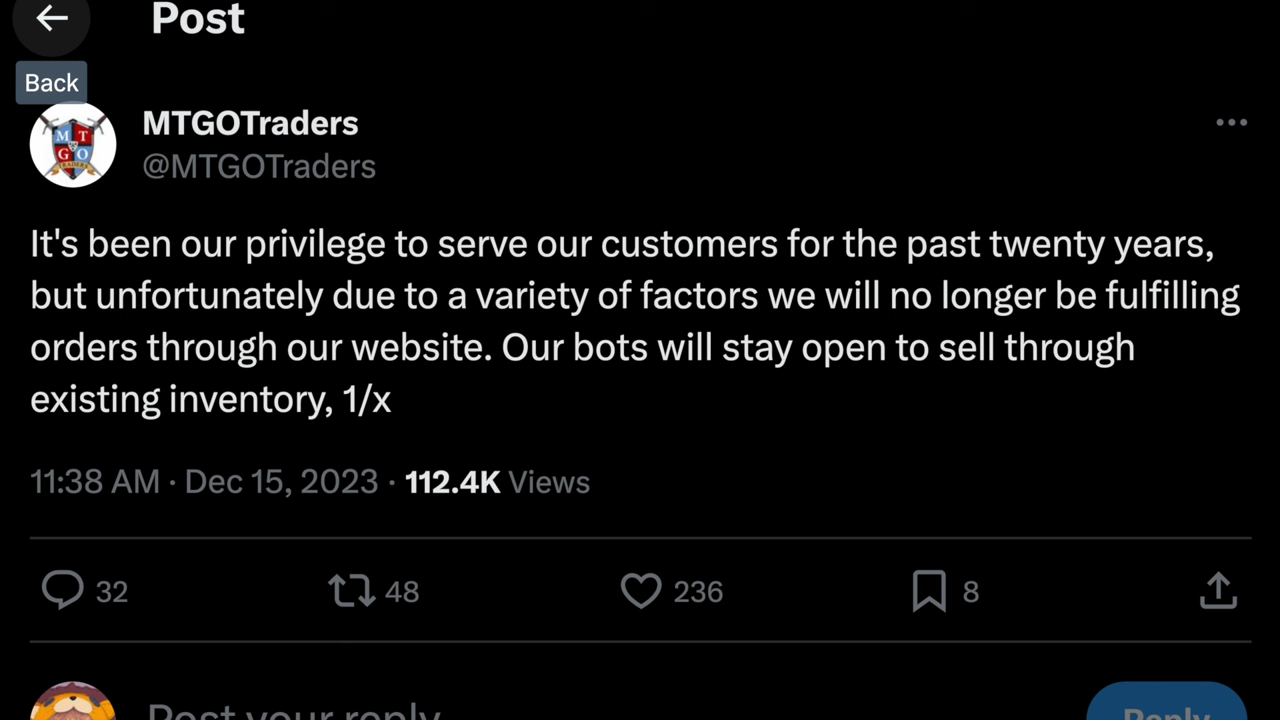 Post
Back
MTGOTraders
@MTGOTraders
M T
G O
TRADERS
It's been our privilege to serve our customers for the past twenty years,
but unfortunately due to a variety of factors we will no longer be fulfilling
orders through our website. Our bots will stay open to sell through
existing inventory, 1/x
11:38 AM · Dec 15, 2023 · 112.4K Views
32 48 236 8
Post your reply
Reply